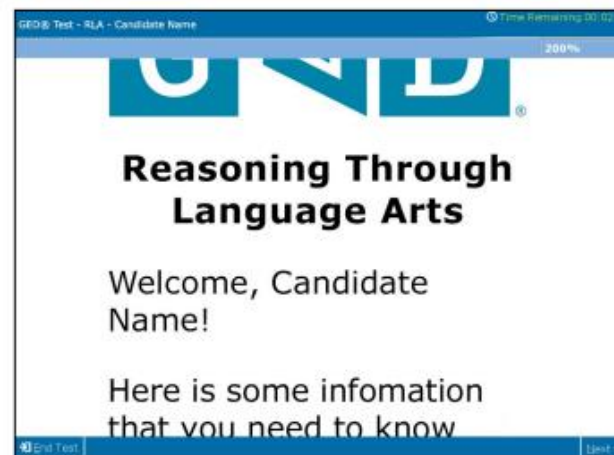 GED® Test - RLA - Candidate Name
Time Remaining 00:02
200%
GED®
Reasoning Through
Language Arts
Welcome, Candidate
Name!
Here is some infomation
that you need to know
End Test
Next